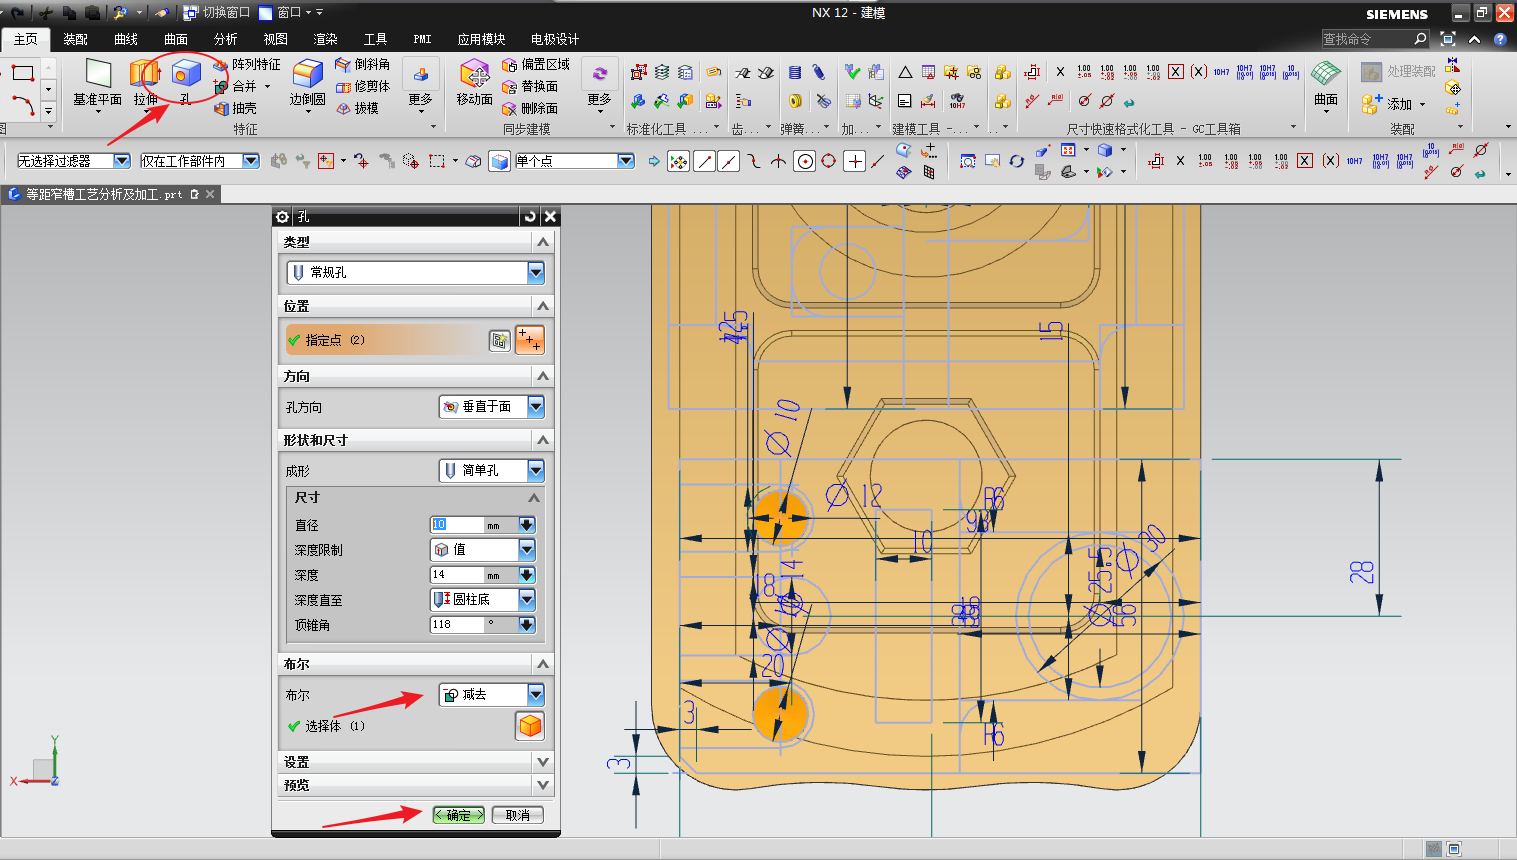 切换窗口 窗口
NX 12 - 建模
SIEMENS
主页 装配 曲线 曲面 分析 视图 渲染 工具 PMI 应用模块 电极设计
查找命令
基准平面 拉伸 孔
阵列特征
合并
抽壳
边倒圆
倒斜角
修剪体
拔模
更多
移动面
偏置区域
替换面
删除面
更多
曲面
处理装配
添加
特征 同步建模 标准化工具 ... 齿... 弹簧... 加... 建模工具 -... 尺寸快速格式化工具 - GC工具箱 装配
无选择过滤器 仅在工作部件内 单个点
等距窄槽工艺分析及加工.prt
孔
类型
常规孔
位置
指定点 (2)
方向
孔方向 垂直于面
形状和尺寸
成形 简单孔
尺寸
直径 10 mm
深度限制 值
深度 14 mm
深度直至 圆柱底
顶锥角 118 °
布尔
布尔 减去
选择体 (1)
设置
预览
<确定> 取消
15
Ø 10
Ø 12
R6
10
Ø 30
25.5
28
14
18
56
20
3
R6
3
X
Y
Z